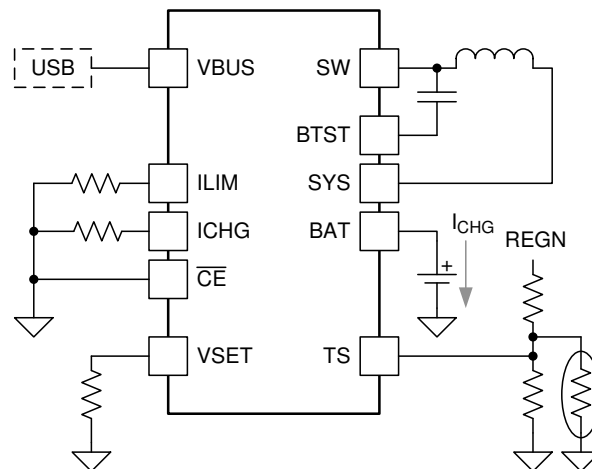 USB
VBUS
SW
BTST
ILIM
SYS
ICHG
BAT
ICHG
REGN
+
CE
VSET
TS